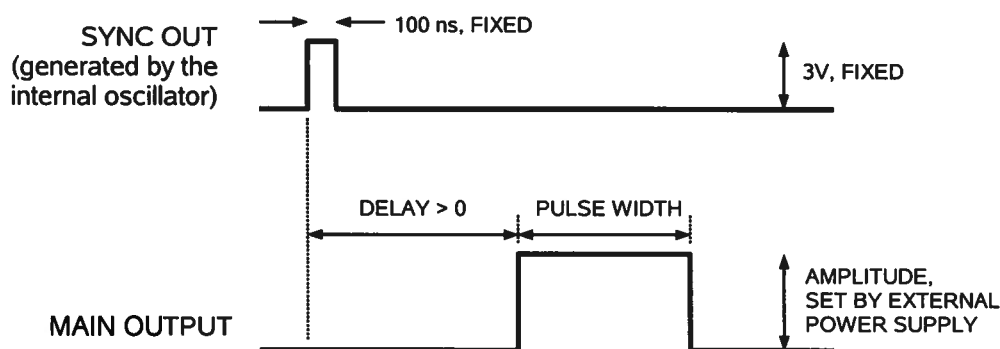 100 ns, FIXED
SYNC OUT
(generated by the
internal oscillator)
3V, FIXED
DELAY > 0
PULSE WIDTH
AMPLITUDE,
SET BY EXTERNAL
POWER SUPPLY
MAIN OUTPUT